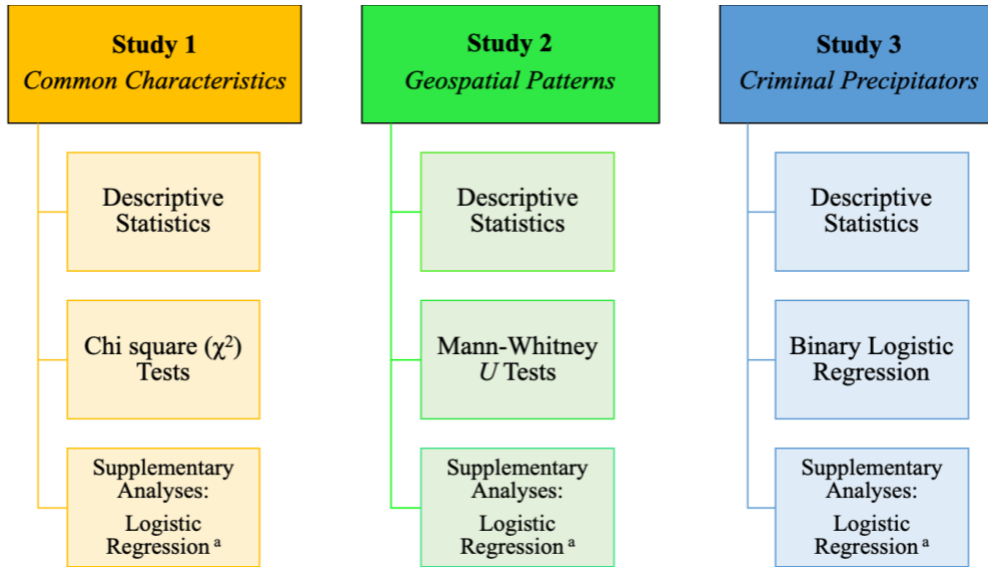 Study 1
Common Characteristics
Descriptive
Statistics
Chi square (χ²)
Tests
Supplementary
Analyses:
Logistic
Regression ᵃ
Study 2
Geospatial Patterns
Descriptive
Statistics
Mann-Whitney
U Tests
Supplementary
Analyses:
Logistic
Regression ᵃ
Study 3
Criminal Precipitators
Descriptive
Statistics
Binary Logistic
Regression
Supplementary
Analyses:
Logistic
Regression ᵃ